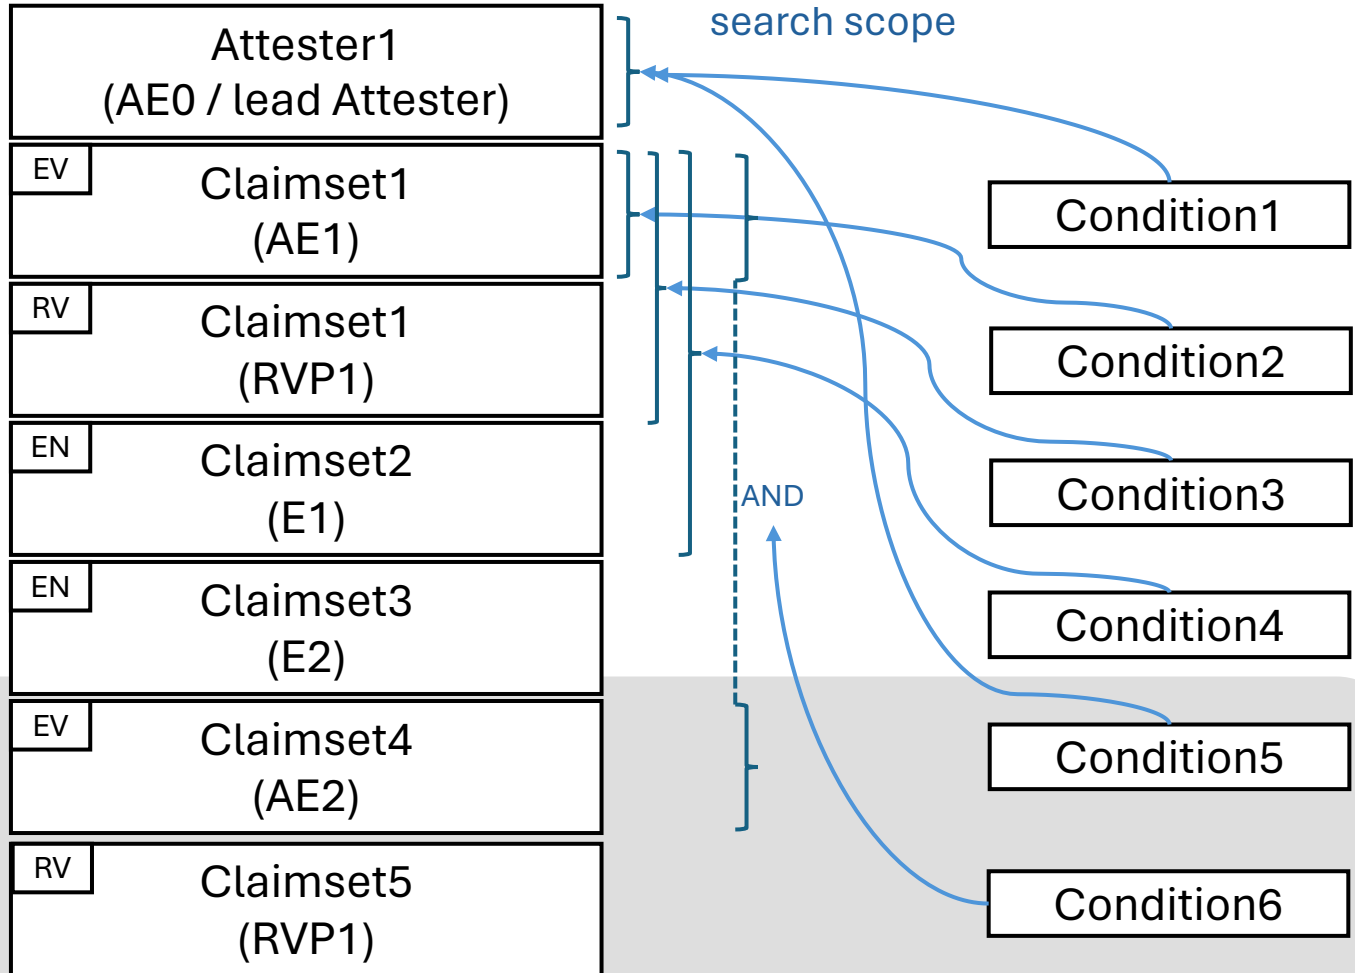 search scope
Attester1
(AE0 / lead Attester)
EV
Claimset1
(AE1)
RV
Claimset1
(RVP1)
EN
Claimset2
(E1)
EN
Claimset3
(E2)
EV
Claimset4
(AE2)
RV
Claimset5
(RVP1)
AND
Condition1
Condition2
Condition3
Condition4
Condition5
Condition6